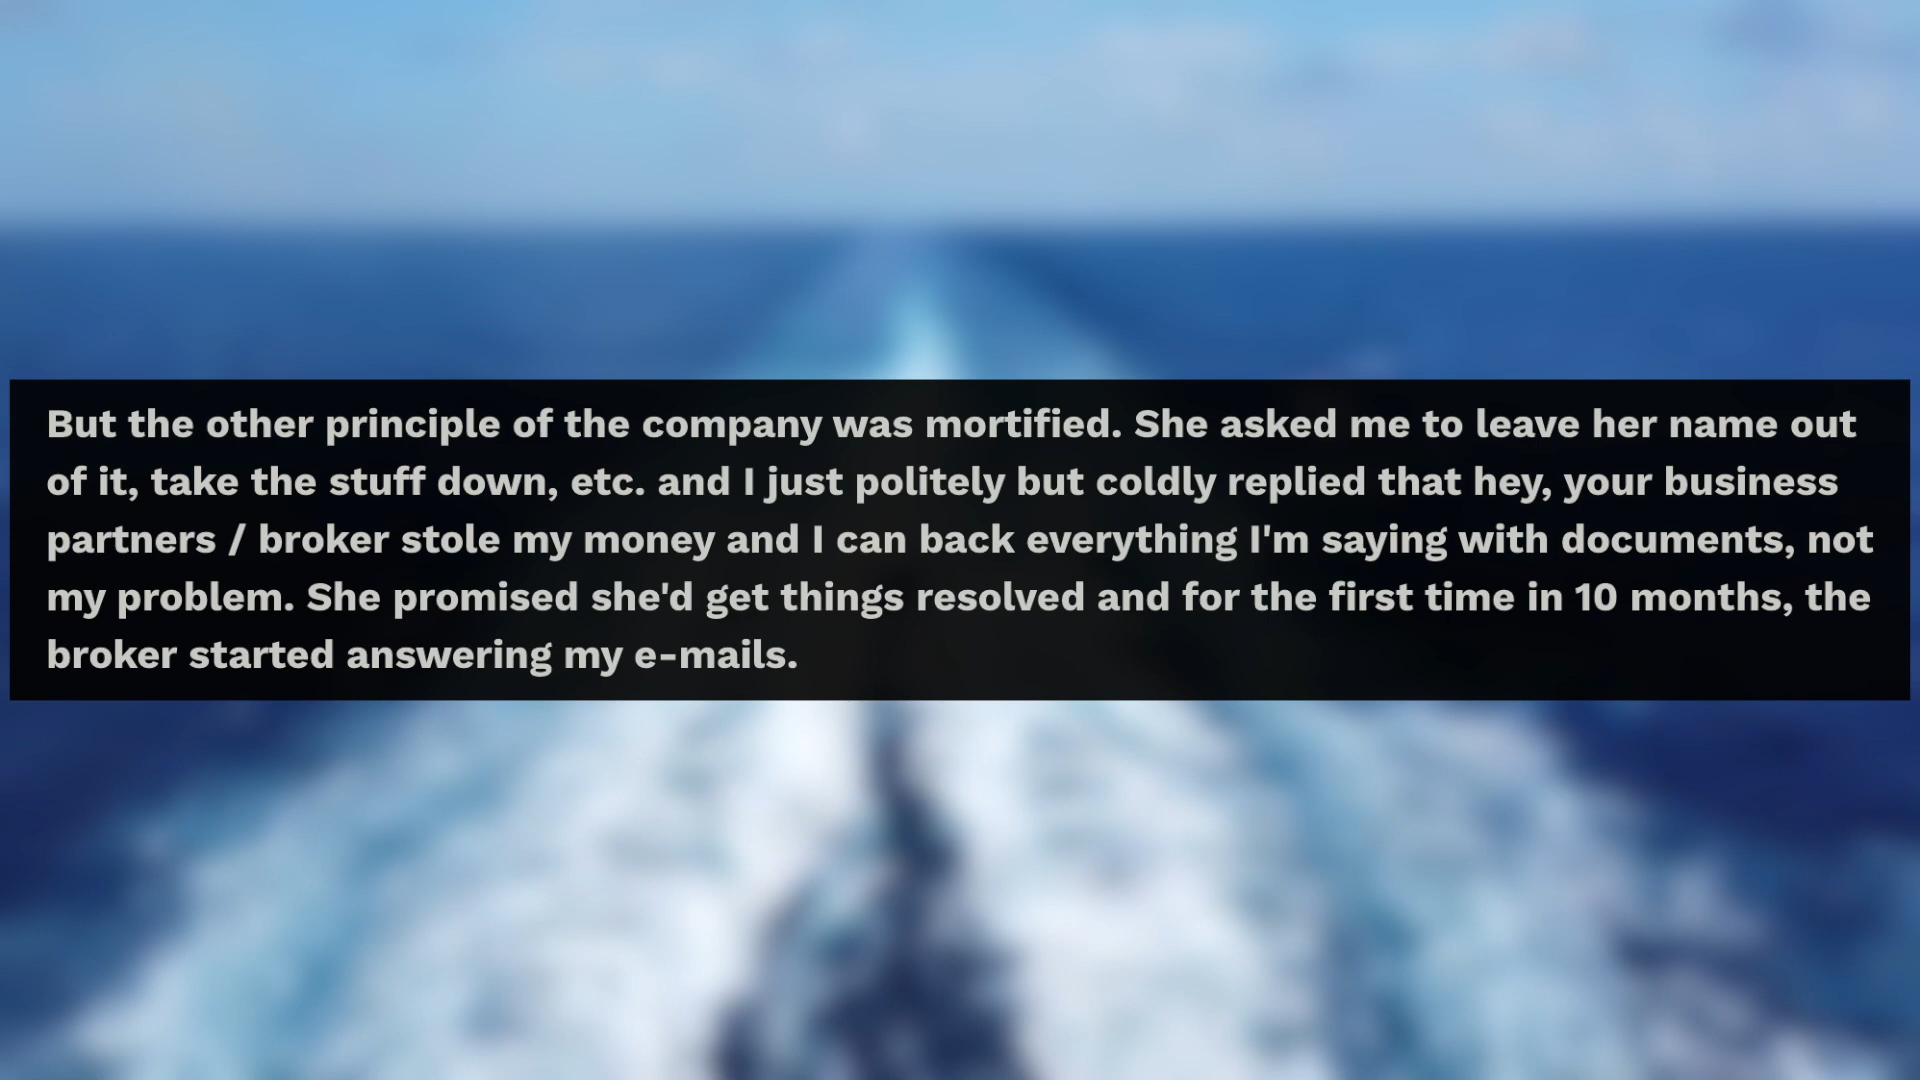 But the other principle of the company was mortified. She asked me to leave her name out
of it, take the stuff down, etc. and I just politely but coldly replied that hey, your business
partners / broker stole my money and I can back everything I'm saying with documents, not
my problem. She promised she'd get things resolved and for the first time in 10 months, the
broker started answering my e-mails.